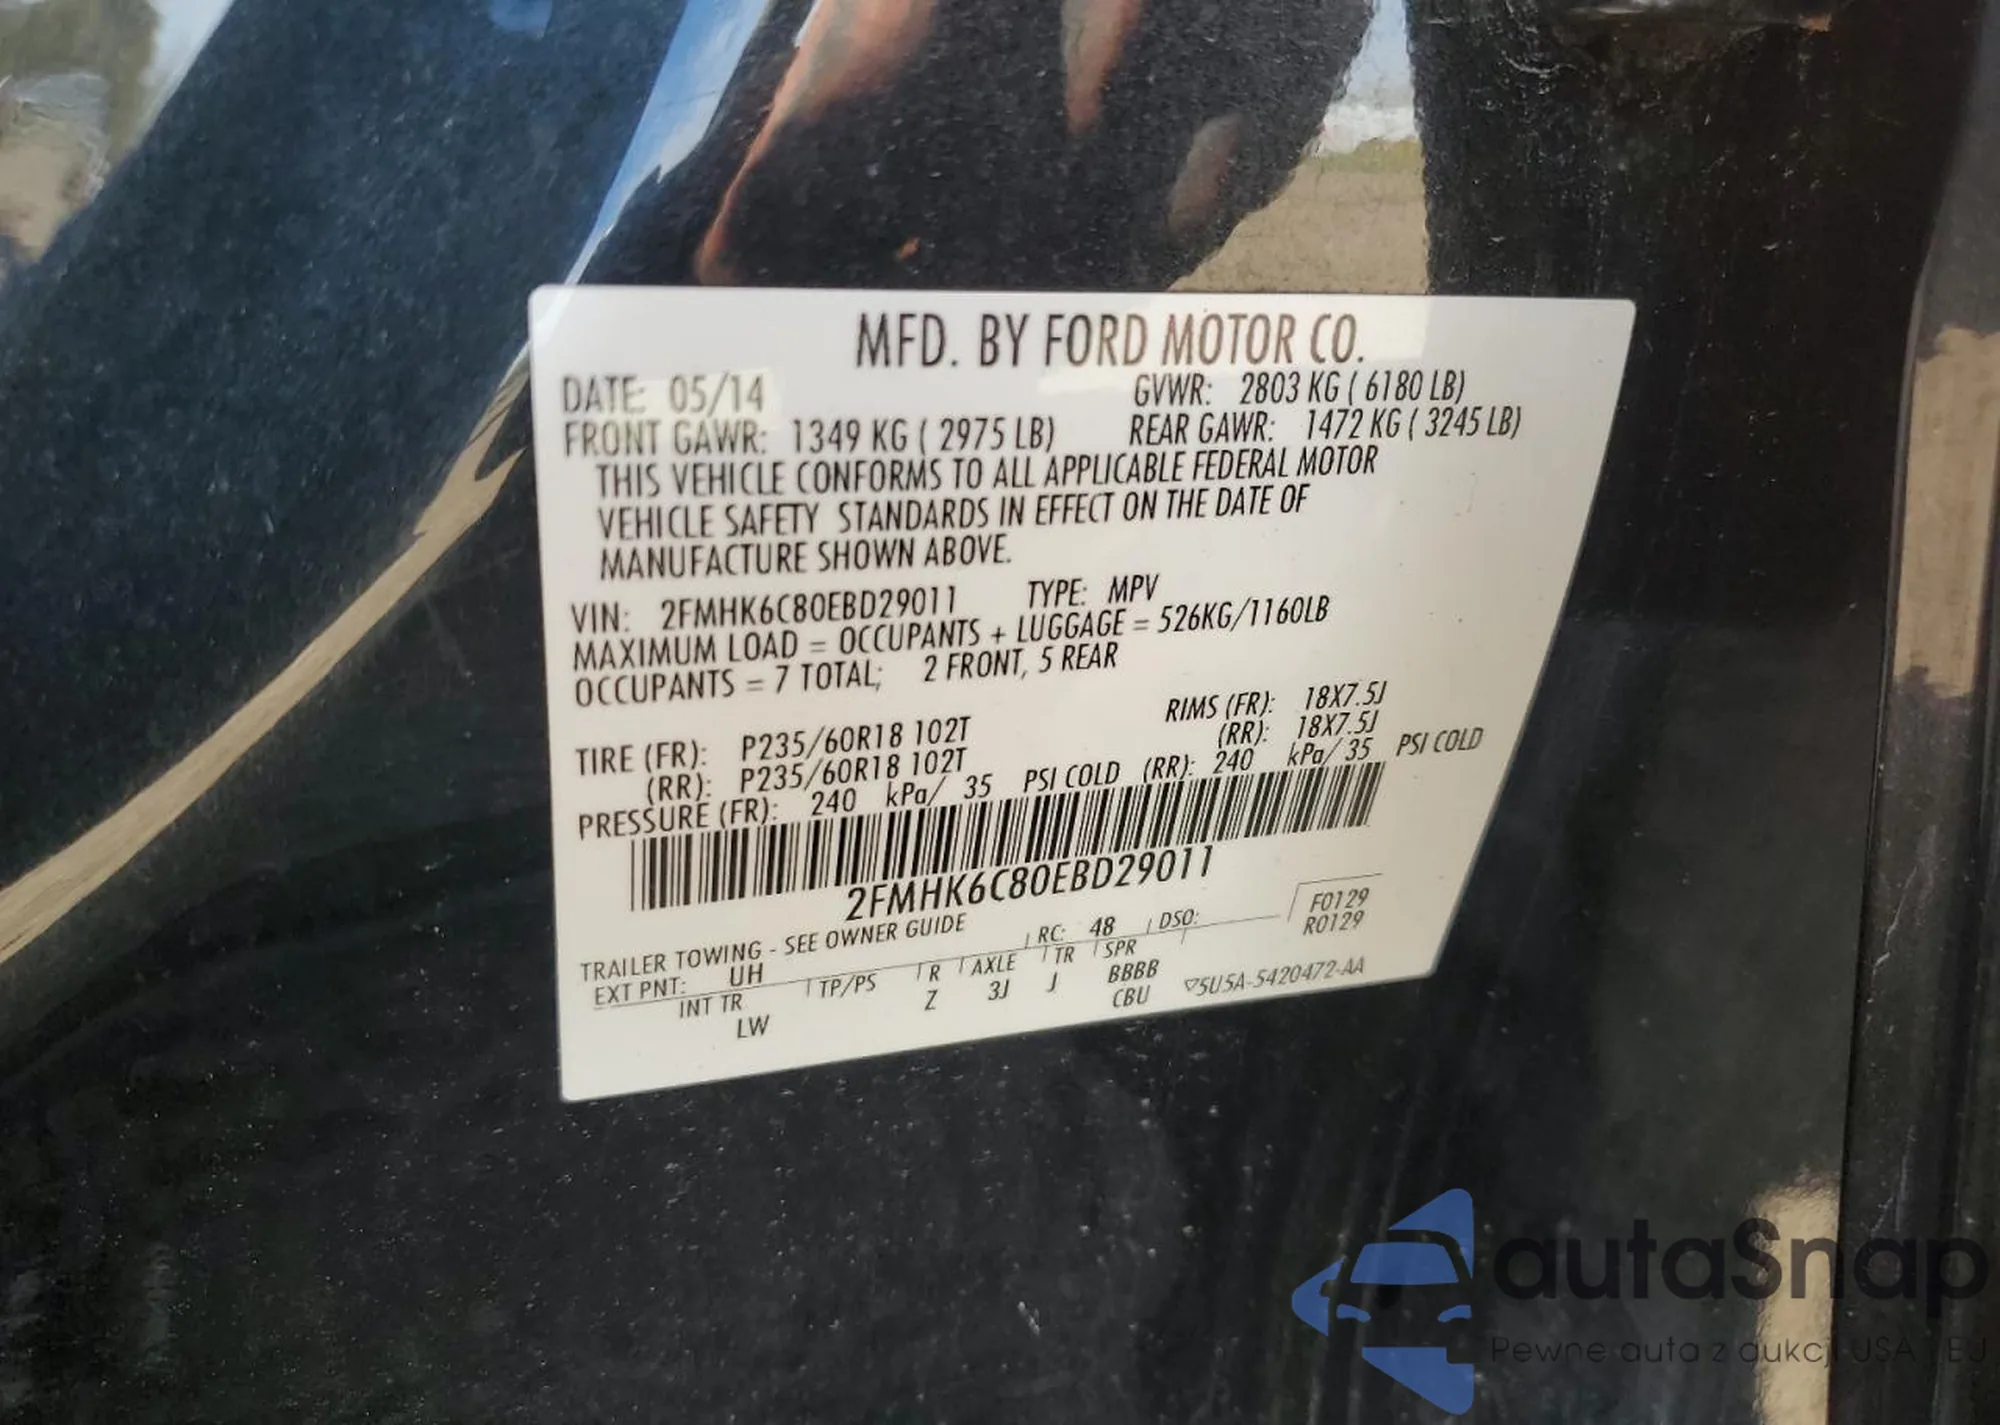 MFD. BY FORD MOTOR CO.
DATE: 05/14 GVWR: 2803 KG ( 6180 LB)
FRONT GAWR: 1349 KG ( 2975 LB) REAR GAWR: 1472 KG ( 3245 LB)
THIS VEHICLE CONFORMS TO ALL APPLICABLE FEDERAL MOTOR
VEHICLE SAFETY STANDARDS IN EFFECT ON THE DATE OF
MANUFACTURE SHOWN ABOVE.
VIN: 2FMHK6C80EBD29011 TYPE: MPV
MAXIMUM LOAD = OCCUPANTS + LUGGAGE = 526KG/1160LB
OCCUPANTS = 7 TOTAL; 2 FRONT, 5 REAR
TIRE (FR): P235/60R18 102T RIMS (FR): 18X7.5J
(RR): P235/60R18 102T (RR): 18X7.5J
PRESSURE (FR): 240 kPa/ 35 PSI COLD (RR): 240 kPa/ 35 PSI COLD
2FMHK6C80EBD29011
TRAILER TOWING - SEE OWNER GUIDE
F0129
R0129
EXT PNT: UH RC: 48 DSO:
INT TR TP/PS R AXLE TR SPR
LW Z 3J J BBBB
CBU
▽5U5A-5420472-AA
autaSnap
Pewne auta z aukcji USA i EU